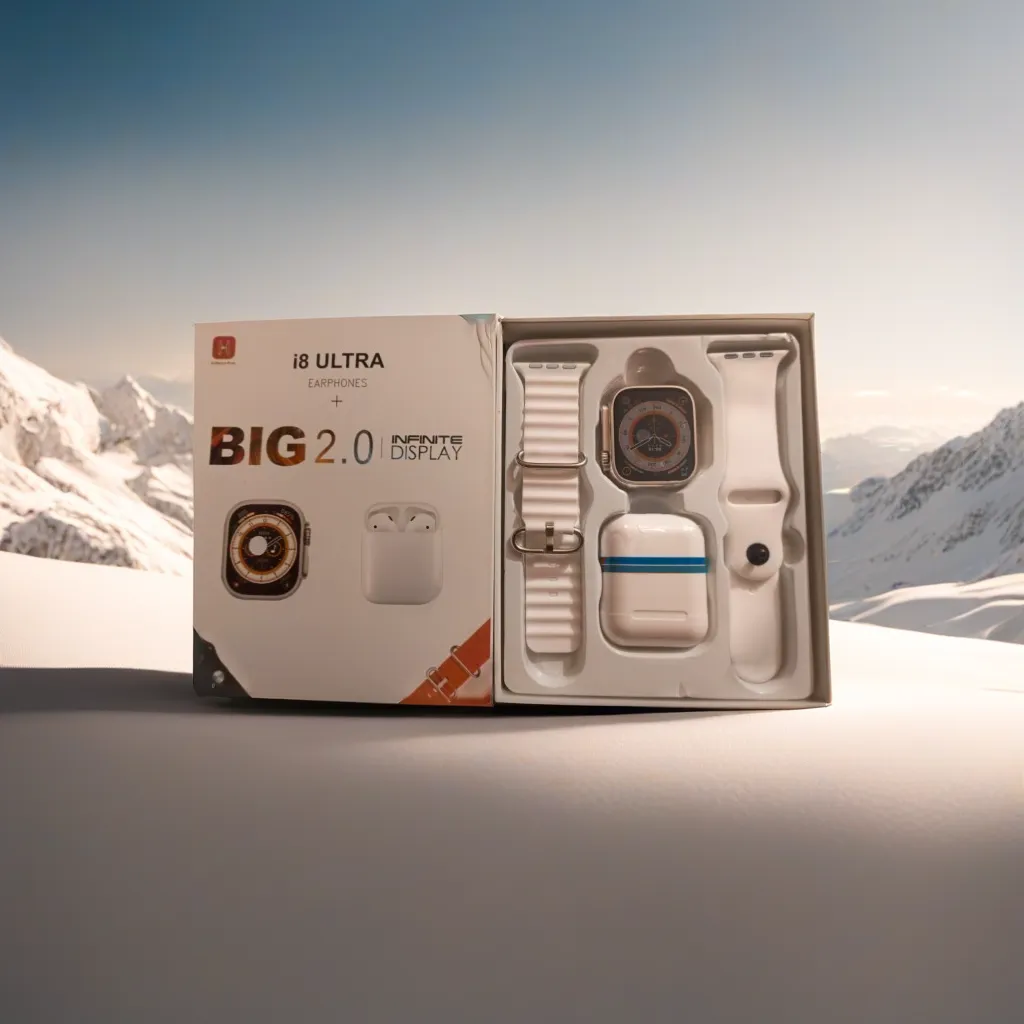 i8 ULTRA
EARPHONES
+
BIG 2.0 | INFINITE
DISPLAY